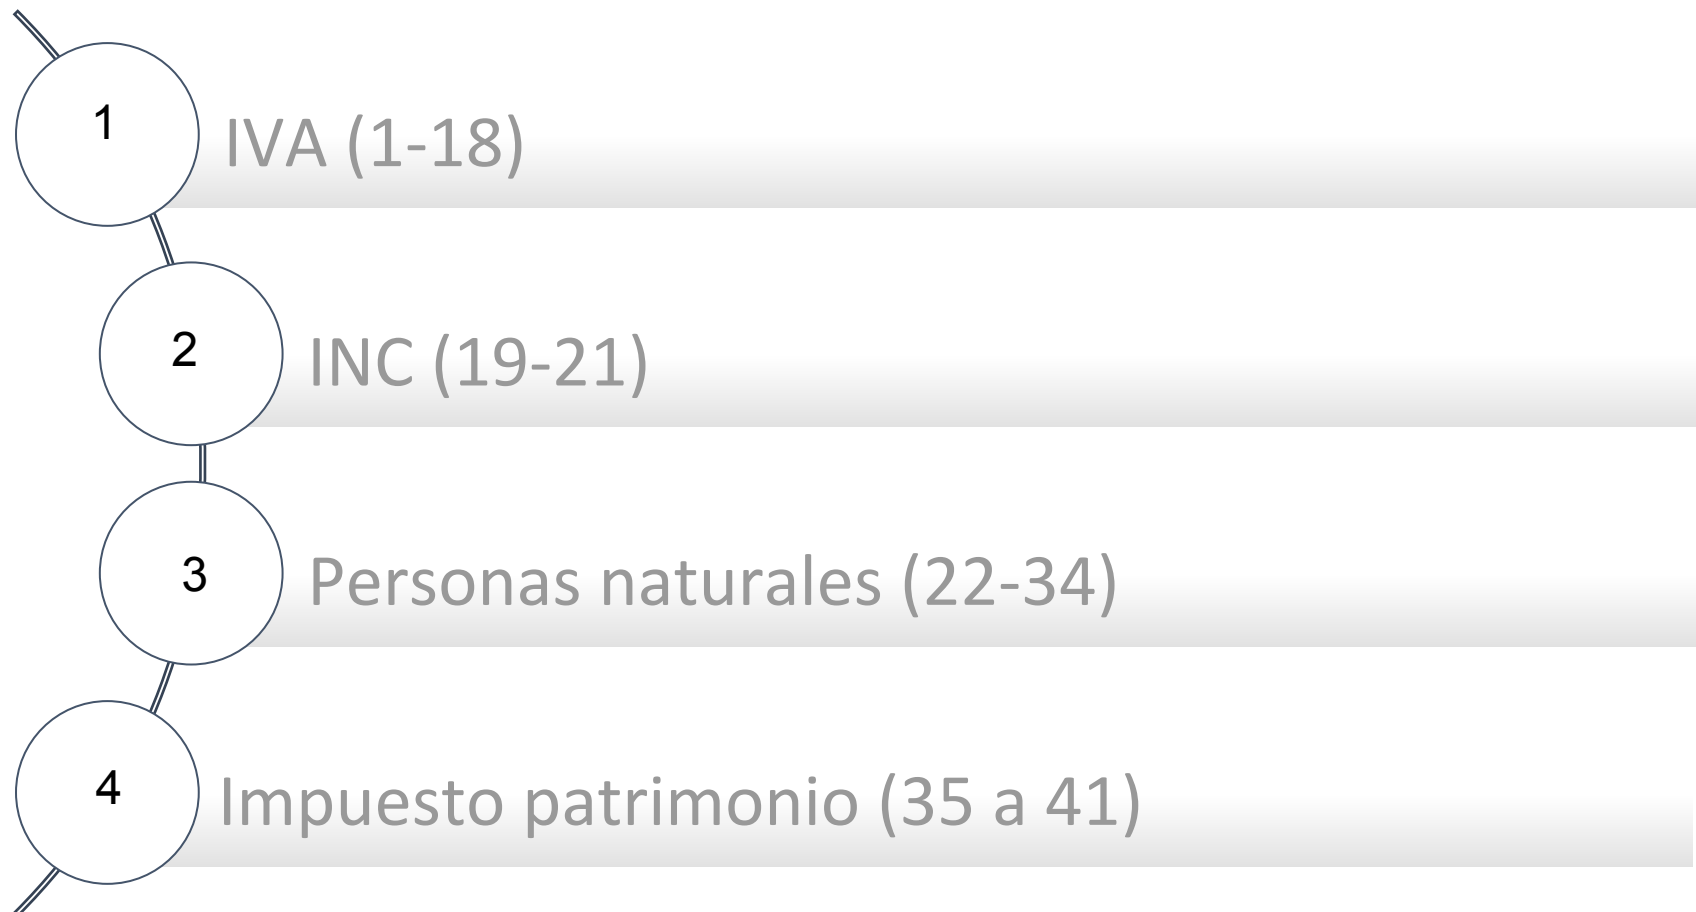 1
IVA (1-18)
2
INC (19-21)
3
Personas naturales (22-34)
4
Impuesto patrimonio (35 a 41)